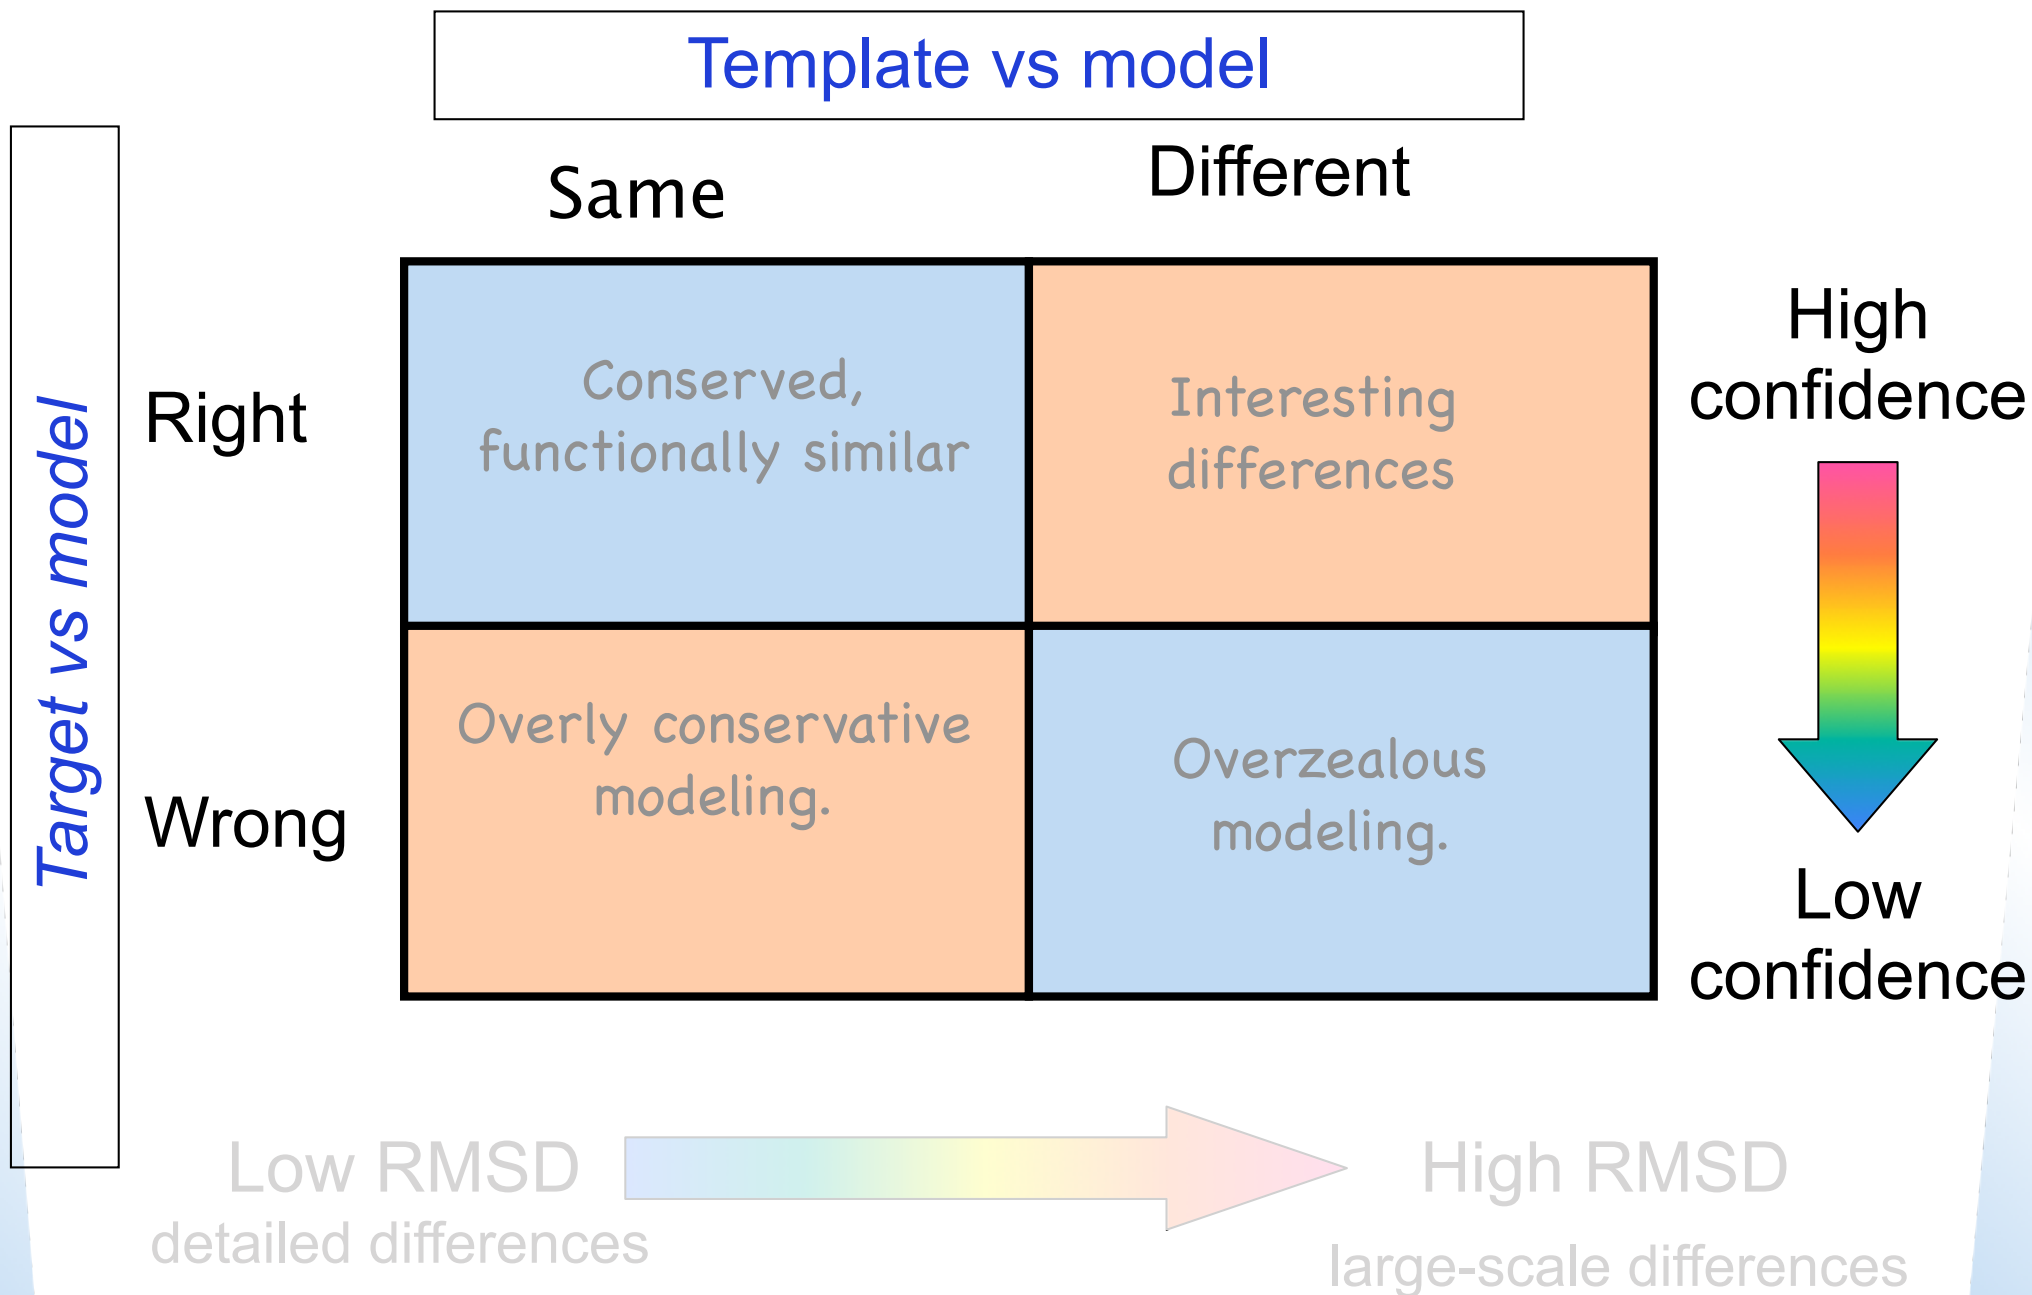 Template vs model
Same
Different
Target vs model
Right
Conserved,
functionally similar
Interesting
differences
High
confidence
Wrong
Overly conservative
modeling.
Overzealous
modeling.
Low
confidence
Low RMSD
detailed differences
High RMSD
large-scale differences